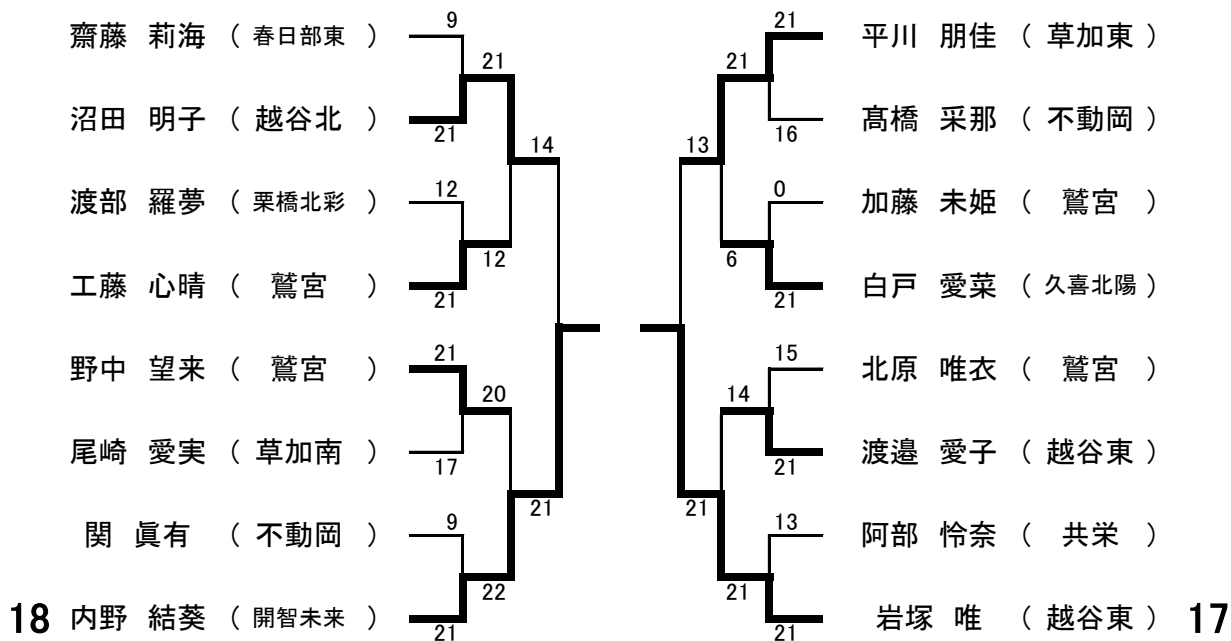 9
齋藤 莉海 ( 春日部東 )
21
沼田 明子 ( 越谷北 )
21
14
12
渡部 羅夢 ( 栗橋北彩 )
12
工藤 心晴 ( 鷲宮 )
21
21
野中 望来 ( 鷲宮 )
20
尾崎 愛実 ( 草加南 )
17
21
9
関 眞有 ( 不動岡 )
22
18 内野 結葵 ( 開智未来 )
21
21
平川 朋佳 ( 草加東 )
21
髙橋 采那 ( 不動岡 )
16
13
0
加藤 未姫 ( 鷲宮 )
6
白戸 愛菜 ( 久喜北陽 )
21
15
北原 唯衣 ( 鷲宮 )
14
渡邉 愛子 ( 越谷東 )
21
21
13
阿部 怜奈 ( 共栄 )
21
岩塚 唯 ( 越谷東 ) 17
21